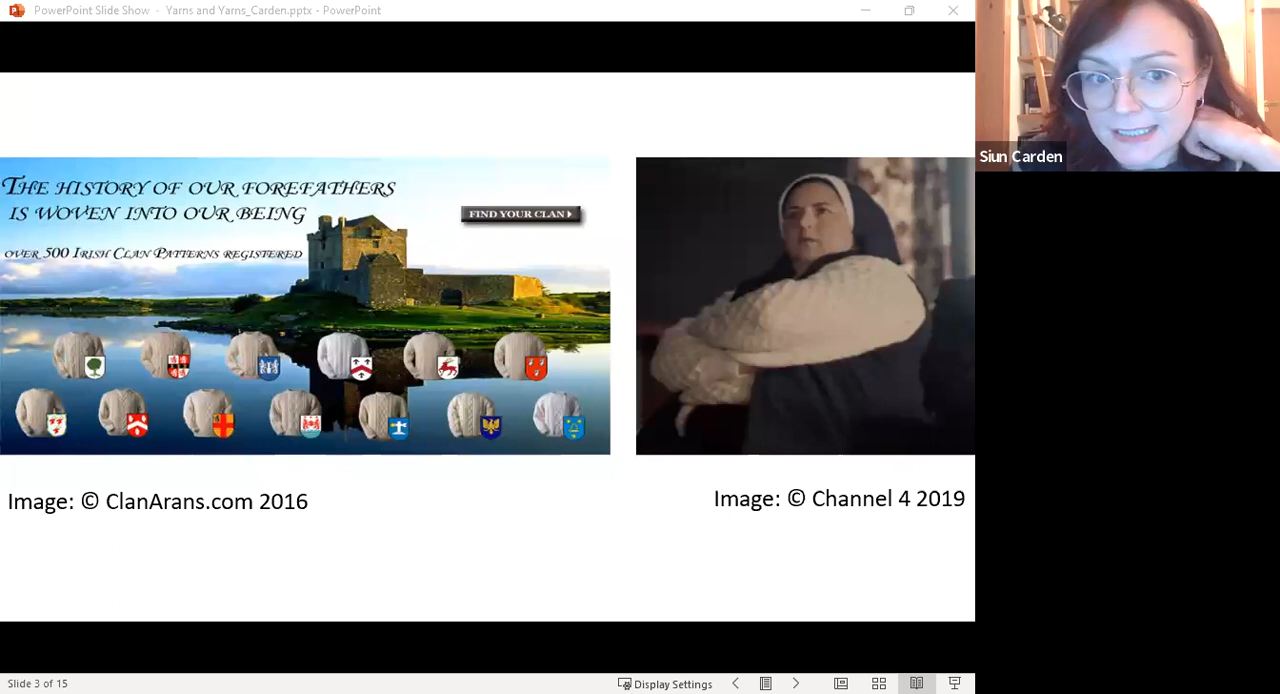 PowerPoint Slide Show - Yarns and Yarns_Carden.pptx - PowerPoint
Siun Carden
THE HISTORY OF OUR FOREFATHERS
IS WOVEN INTO OUR BEING
FIND YOUR CLAN
OVER 500 IRISH CLAN PATTERNS REGISTERED
Image: © ClanArans.com 2016
Image: © Channel 4 2019
Slide 3 of 15
Display Settings